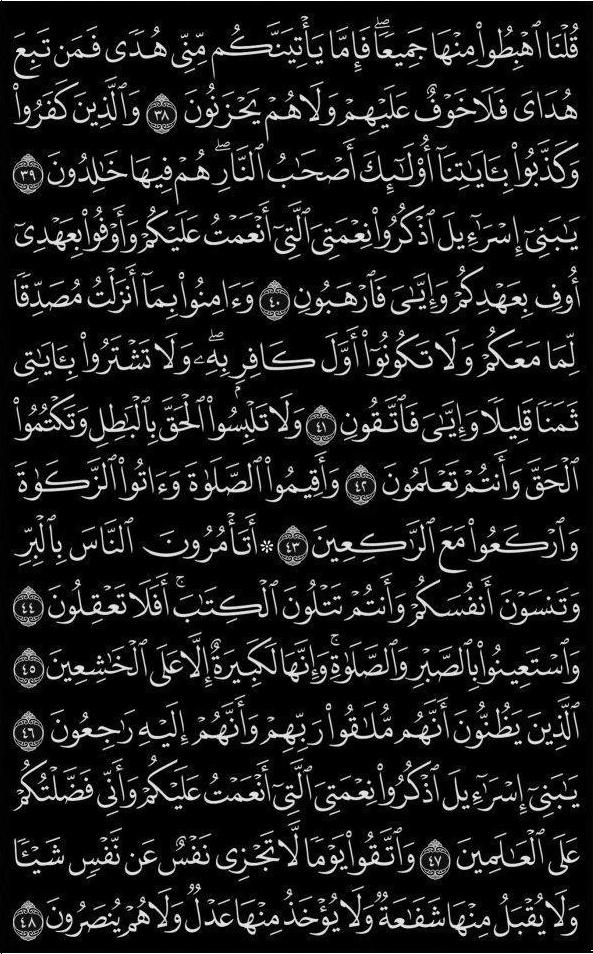 قُلۡنَا ٱهۡبِطُواْ مِنۡهَا جَمِيعٗاۖ فَإِمَّا يَأۡتِيَنَّكُم مِّنِّي هُدٗى فَمَن تَبِعَ
هُدَايَ فَلَا خَوۡفٌ عَلَيۡهِمۡ وَلَا هُمۡ يَحۡزَنُونَ ٣٨ وَٱلَّذِينَ كَفَرُواْ
وَكَذَّبُواْ بِـَٔايَٰتِنَآ أُوْلَٰٓئِكَ أَصۡحَٰبُ ٱلنَّارِۖ هُمۡ فِيهَا خَٰلِدُونَ ٣٩
يَٰبَنِيٓ إِسۡرَٰٓءِيلَ ٱذۡكُرُواْ نِعۡمَتِيَ ٱلَّتِيٓ أَنۡعَمۡتُ عَلَيۡكُمۡ وَأَوۡفُواْ بِعَهۡدِيٓ
أُوفِ بِعَهۡدِكُمۡ وَإِيَّٰيَ فَٱرۡهَبُونِ ٤٠ وَءَامِنُواْ بِمَآ أَنزَلۡتُ مُصَدِّقٗا
لِّمَا مَعَكُمۡ وَلَا تَكُونُوٓاْ أَوَّلَ كَافِرِۭ بِهِۦۖ وَلَا تَشۡتَرُواْ بِـَٔايَٰتِي
ثَمَنٗا قَلِيلٗا وَإِيَّٰيَ فَٱتَّقُونِ ٤١ وَلَا تَلۡبِسُواْ ٱلۡحَقَّ بِٱلۡبَٰطِلِ وَتَكۡتُمُواْ
ٱلۡحَقَّ وَأَنتُمۡ تَعۡلَمُونَ ٤٢ وَأَقِيمُواْ ٱلصَّلَوٰةَ وَءَاتُواْ ٱلزَّكَوٰةَ
وَٱرۡكَعُواْ مَعَ ٱلرَّٰكِعِينَ ٤٣ ۞ أَتَأۡمُرُونَ ٱلنَّاسَ بِٱلۡبِرِّ
وَتَنسَوۡنَ أَنفُسَكُمۡ وَأَنتُمۡ تَتۡلُونَ ٱلۡكِتَٰبَۚ أَفَلَا تَعۡقِلُونَ ٤٤
وَٱسۡتَعِينُواْ بِٱلصَّبۡرِ وَٱلصَّلَوٰةِۚ وَإِنَّهَا لَكَبِيرَةٌ إِلَّا عَلَى ٱلۡخَٰشِعِينَ ٤٥
ٱلَّذِينَ يَظُنُّونَ أَنَّهُم مُّلَٰقُواْ رَبِّهِمۡ وَأَنَّهُمۡ إِلَيۡهِ رَٰجِعُونَ ٤٦
يَٰبَنِيٓ إِسۡرَٰٓءِيلَ ٱذۡكُرُواْ نِعۡمَتِيَ ٱلَّتِيٓ أَنۡعَمۡتُ عَلَيۡكُمۡ وَأَنِّي فَضَّلۡتُكُمۡ
عَلَى ٱلۡعَٰلَمِينَ ٤٧ وَٱتَّقُواْ يَوۡمٗا لَّا تَجۡزِي نَفۡسٌ عَن نَّفۡسٖ شَيۡـٔٗا
وَلَا يُقۡبَلُ مِنۡهَا شَفَٰعَةٞ وَلَا يُؤۡخَذُ مِنۡهَا عَدۡلٞ وَلَا هُمۡ يُنصَرُونَ ٤٨